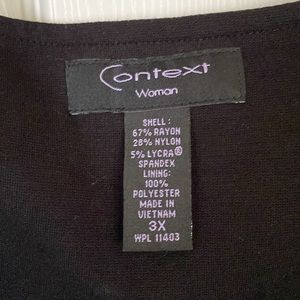 Context
Woman
SHELL:
67% RAYON
28% NYLON
5% LYCRA®
SPANDEX
LINING:
100%
POLYESTER
MADE IN
VIETNAM
3X
WPL 11403